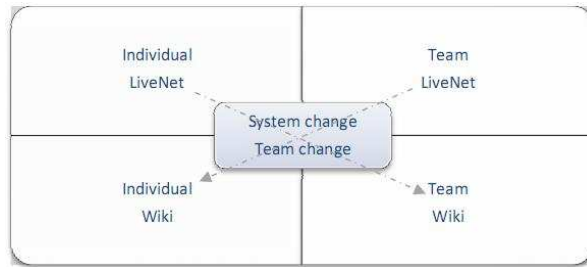 Individual
LiveNet
Team
LiveNet
System change
Team change
Individual
Wiki
Team
Wiki